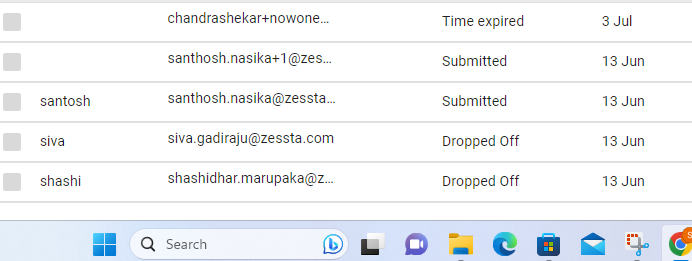 chandrashekar+nowone... Time expired 3 Jul
santhosh.nasika+1@zes... Submitted 13 Jun
santosh santhosh.nasika@zessta... Submitted 13 Jun
siva siva.gadiraju@zessta.com Dropped Off 13 Jun
shashi shashidhar.marupaka@z... Dropped Off 13 Jun
Search